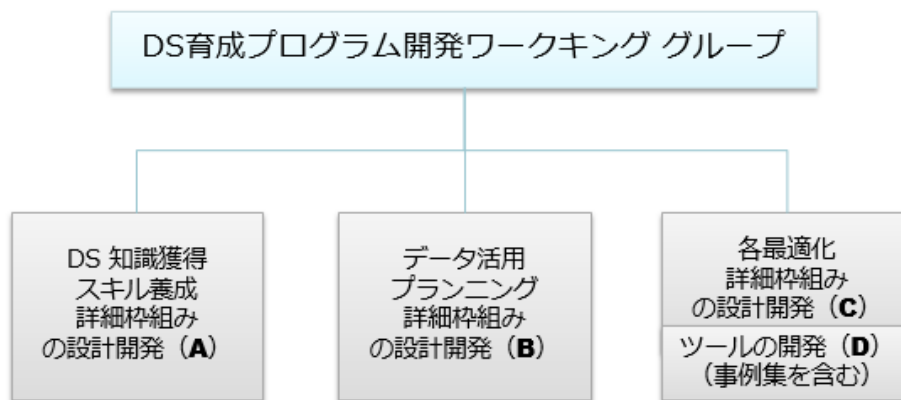 DS育成プログラム開発ワークキング グループ
DS 知識獲得
スキル養成
詳細枠組み
の設計開発（A）
データ活用
プランニング
詳細枠組み
の設計開発（B）
各最適化
詳細枠組み
の設計開発（C）
ツールの開発（D）
（事例集を含む）